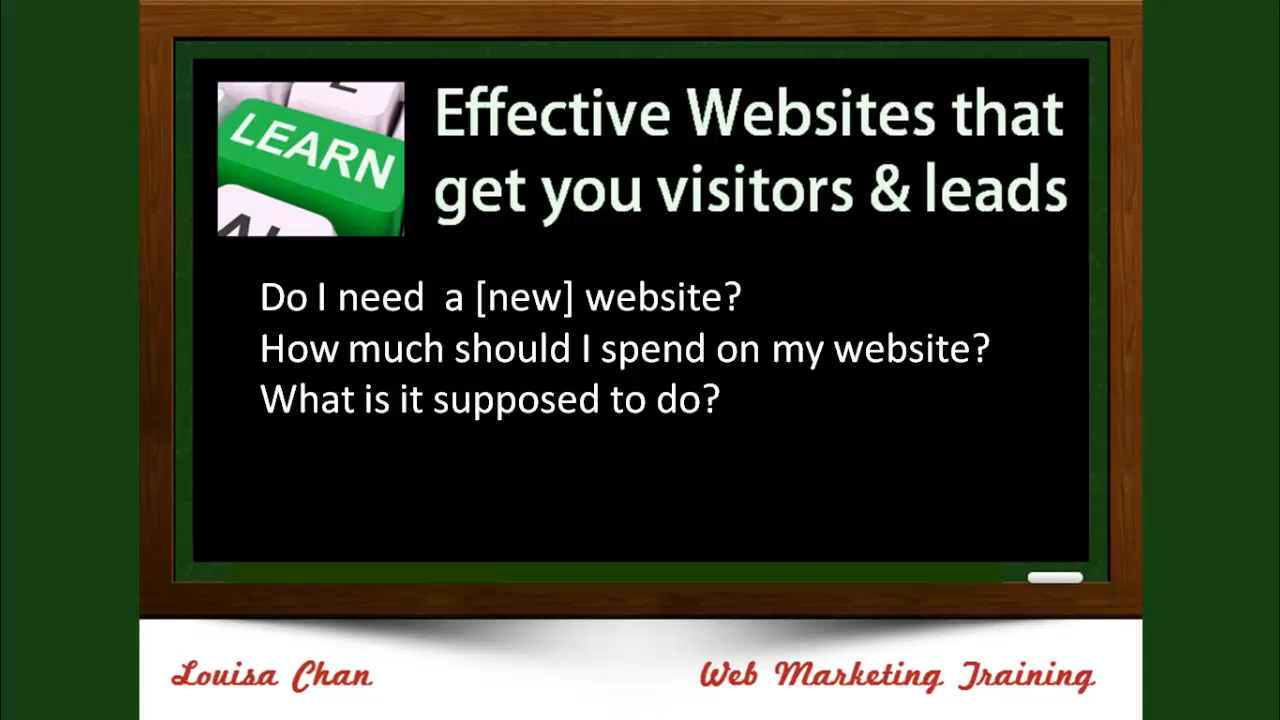 LEARN
Effective Websites that
get you visitors & leads
Do I need a [new] website?
How much should I spend on my website?
What is it supposed to do?
Louisa Chan
Web Marketing Training